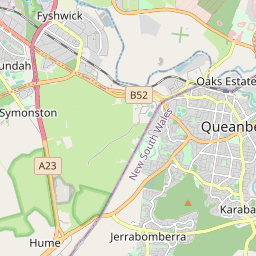 Fyshwick
undah
Oaks Estate
B52
Symonston
Queanbe
New South Wales
A23
Karaba
Hume
Jerrabomberra